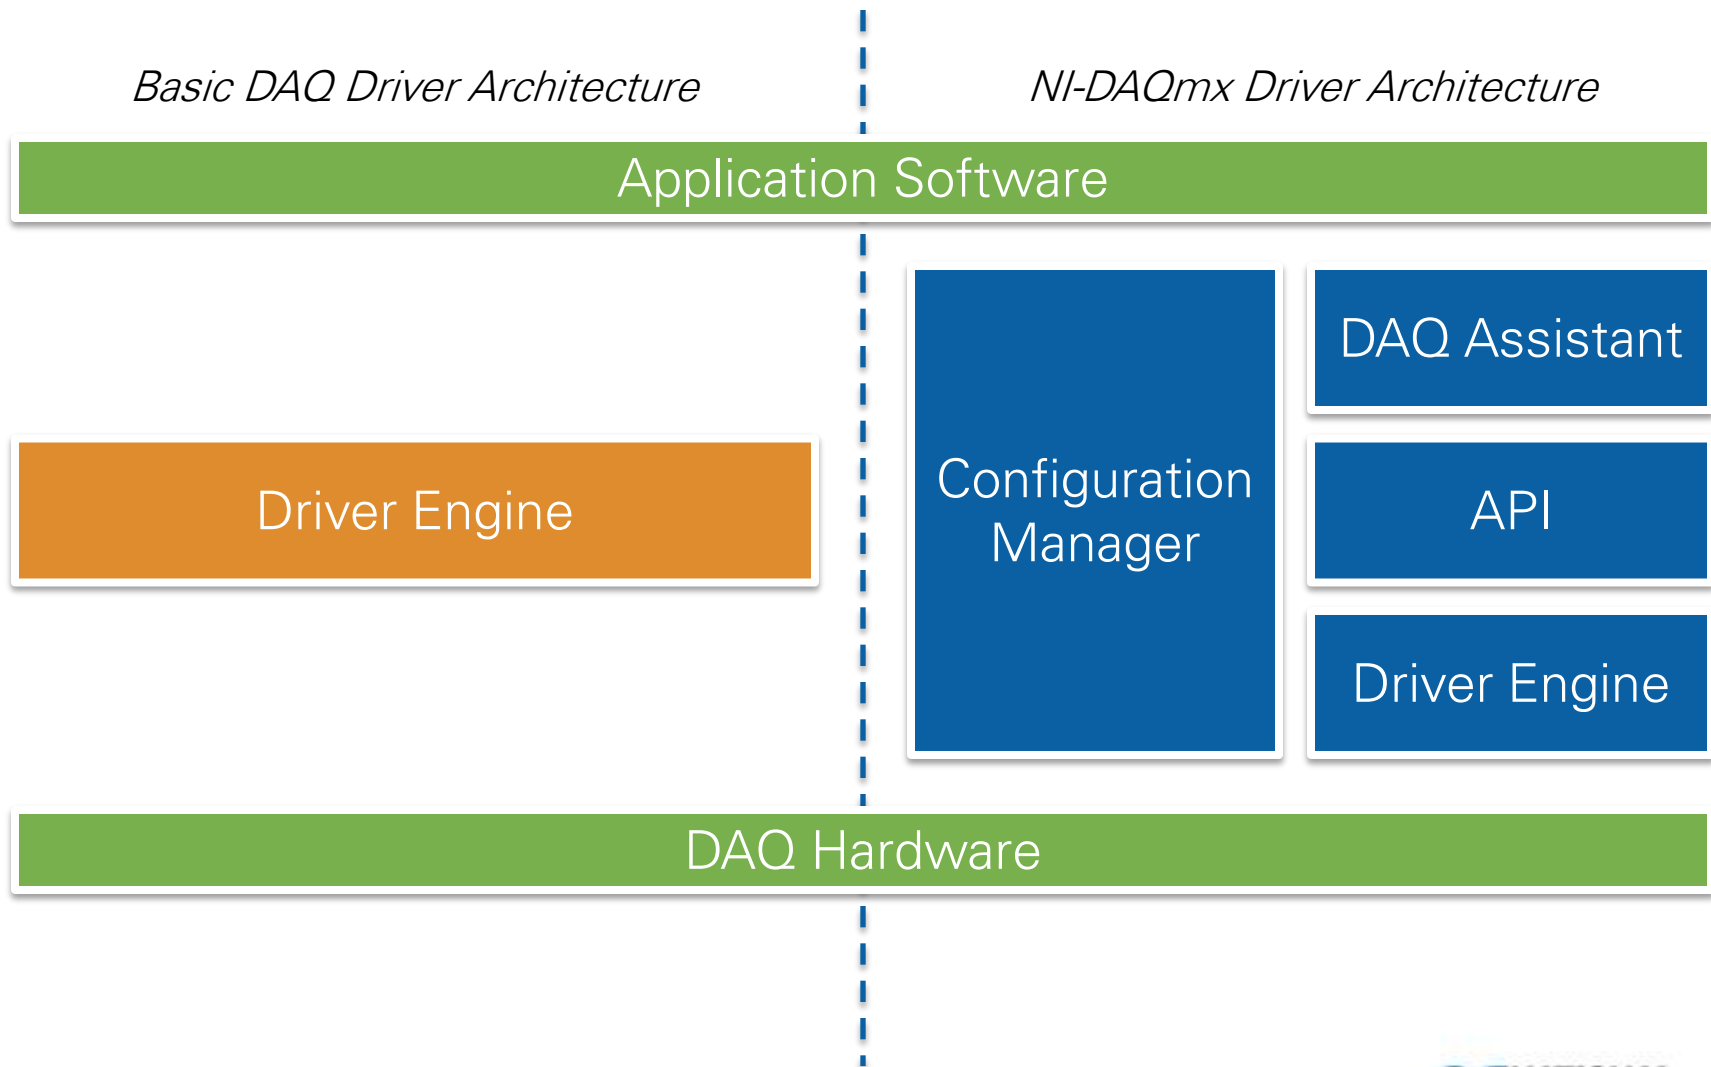 Basic DAQ Driver Architecture
NI-DAQmx Driver Architecture
Application Software
Driver Engine
Configuration
Manager
DAQ Assistant
API
Driver Engine
DAQ Hardware